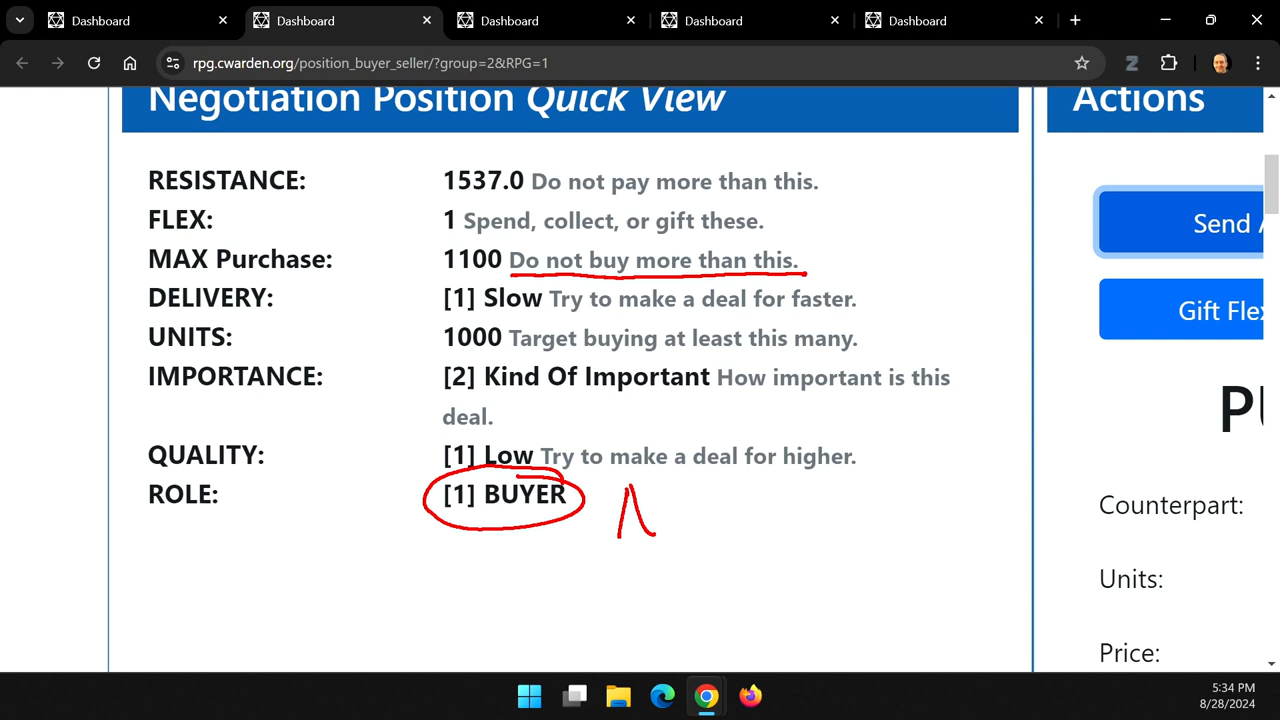 Dashboard
Dashboard
Dashboard
Dashboard
Dashboard
rpg.cwarden.org/position_buyer_seller/?group=2&RPG=1
Negotiation Position Quick View
Actions
RESISTANCE: 1537.0 Do not pay more than this.
FLEX: 1 Spend, collect, or gift these.
MAX Purchase: 1100 Do not buy more than this.
DELIVERY: [1] Slow Try to make a deal for faster.
UNITS: 1000 Target buying at least this many.
IMPORTANCE: [2] Kind Of Important How important is this
deal.
QUALITY: [1] Low Try to make a deal for higher.
ROLE: [1] BUYER
Send
Gift
Counterpart:
Units:
Price:
5:34 PM
8/28/2024